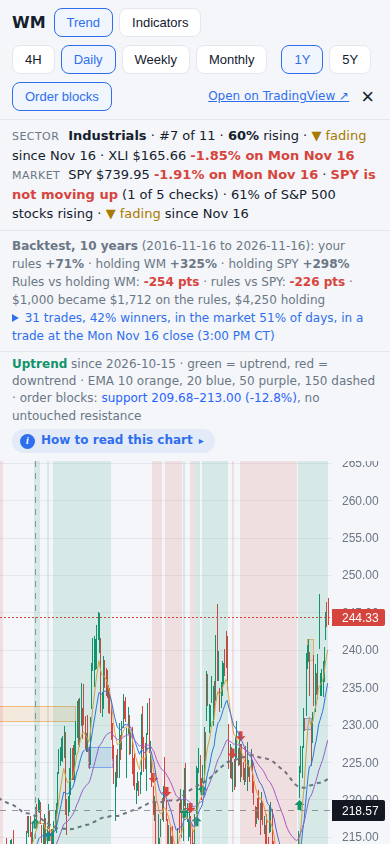 WM Trend Indicators
4H Daily Weekly Monthly 1Y 5Y
Order blocks Open on TradingView ↗ ×
SECTOR Industrials · #7 of 11 · 60% rising · ▼ fading
since Nov 16 · XLI $165.66 -1.85% on Mon Nov 16
MARKET SPY $739.95 -1.91% on Mon Nov 16 · SPY is
not moving up (1 of 5 checks) · 61% of S&P 500
stocks rising · ▼ fading since Nov 16
Backtest, 10 years (2016-11-16 to 2026-11-16): your
rules +71% · holding WM +325% · holding SPY +298%
Rules vs holding WM: -254 pts · rules vs SPY: -226 pts ·
$1,000 became $1,712 on the rules, $4,250 holding
▶ 31 trades, 42% winners, in the market 51% of days, in a
trade at the Mon Nov 16 close (3:00 PM CT)
Uptrend since 2026-10-15 · green = uptrend, red =
downtrend · EMA 10 orange, 20 blue, 50 purple, 150 dashed
· order blocks: support 209.68–213.00 (-12.8%), no
untouched resistance
i How to read this chart ▸
265.00
260.00
255.00
250.00
244.33
240.00
235.00
230.00
225.00
218.57
215.00